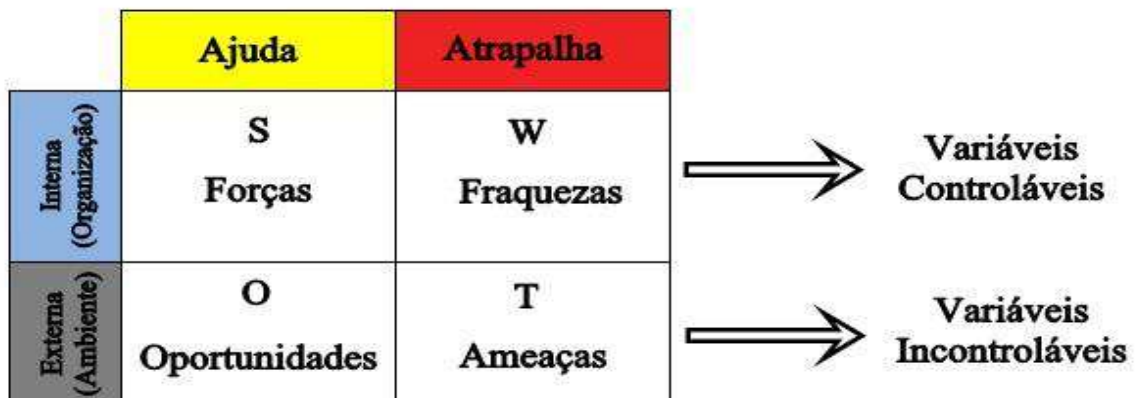 Ajuda
Atrapalha
Interna
(Organização)
S
Forças
W
Fraquezas
Variáveis
Controláveis
Externa
(Ambiente)
O
Oportunidades
T
Ameaças
Variáveis
Incontroláveis